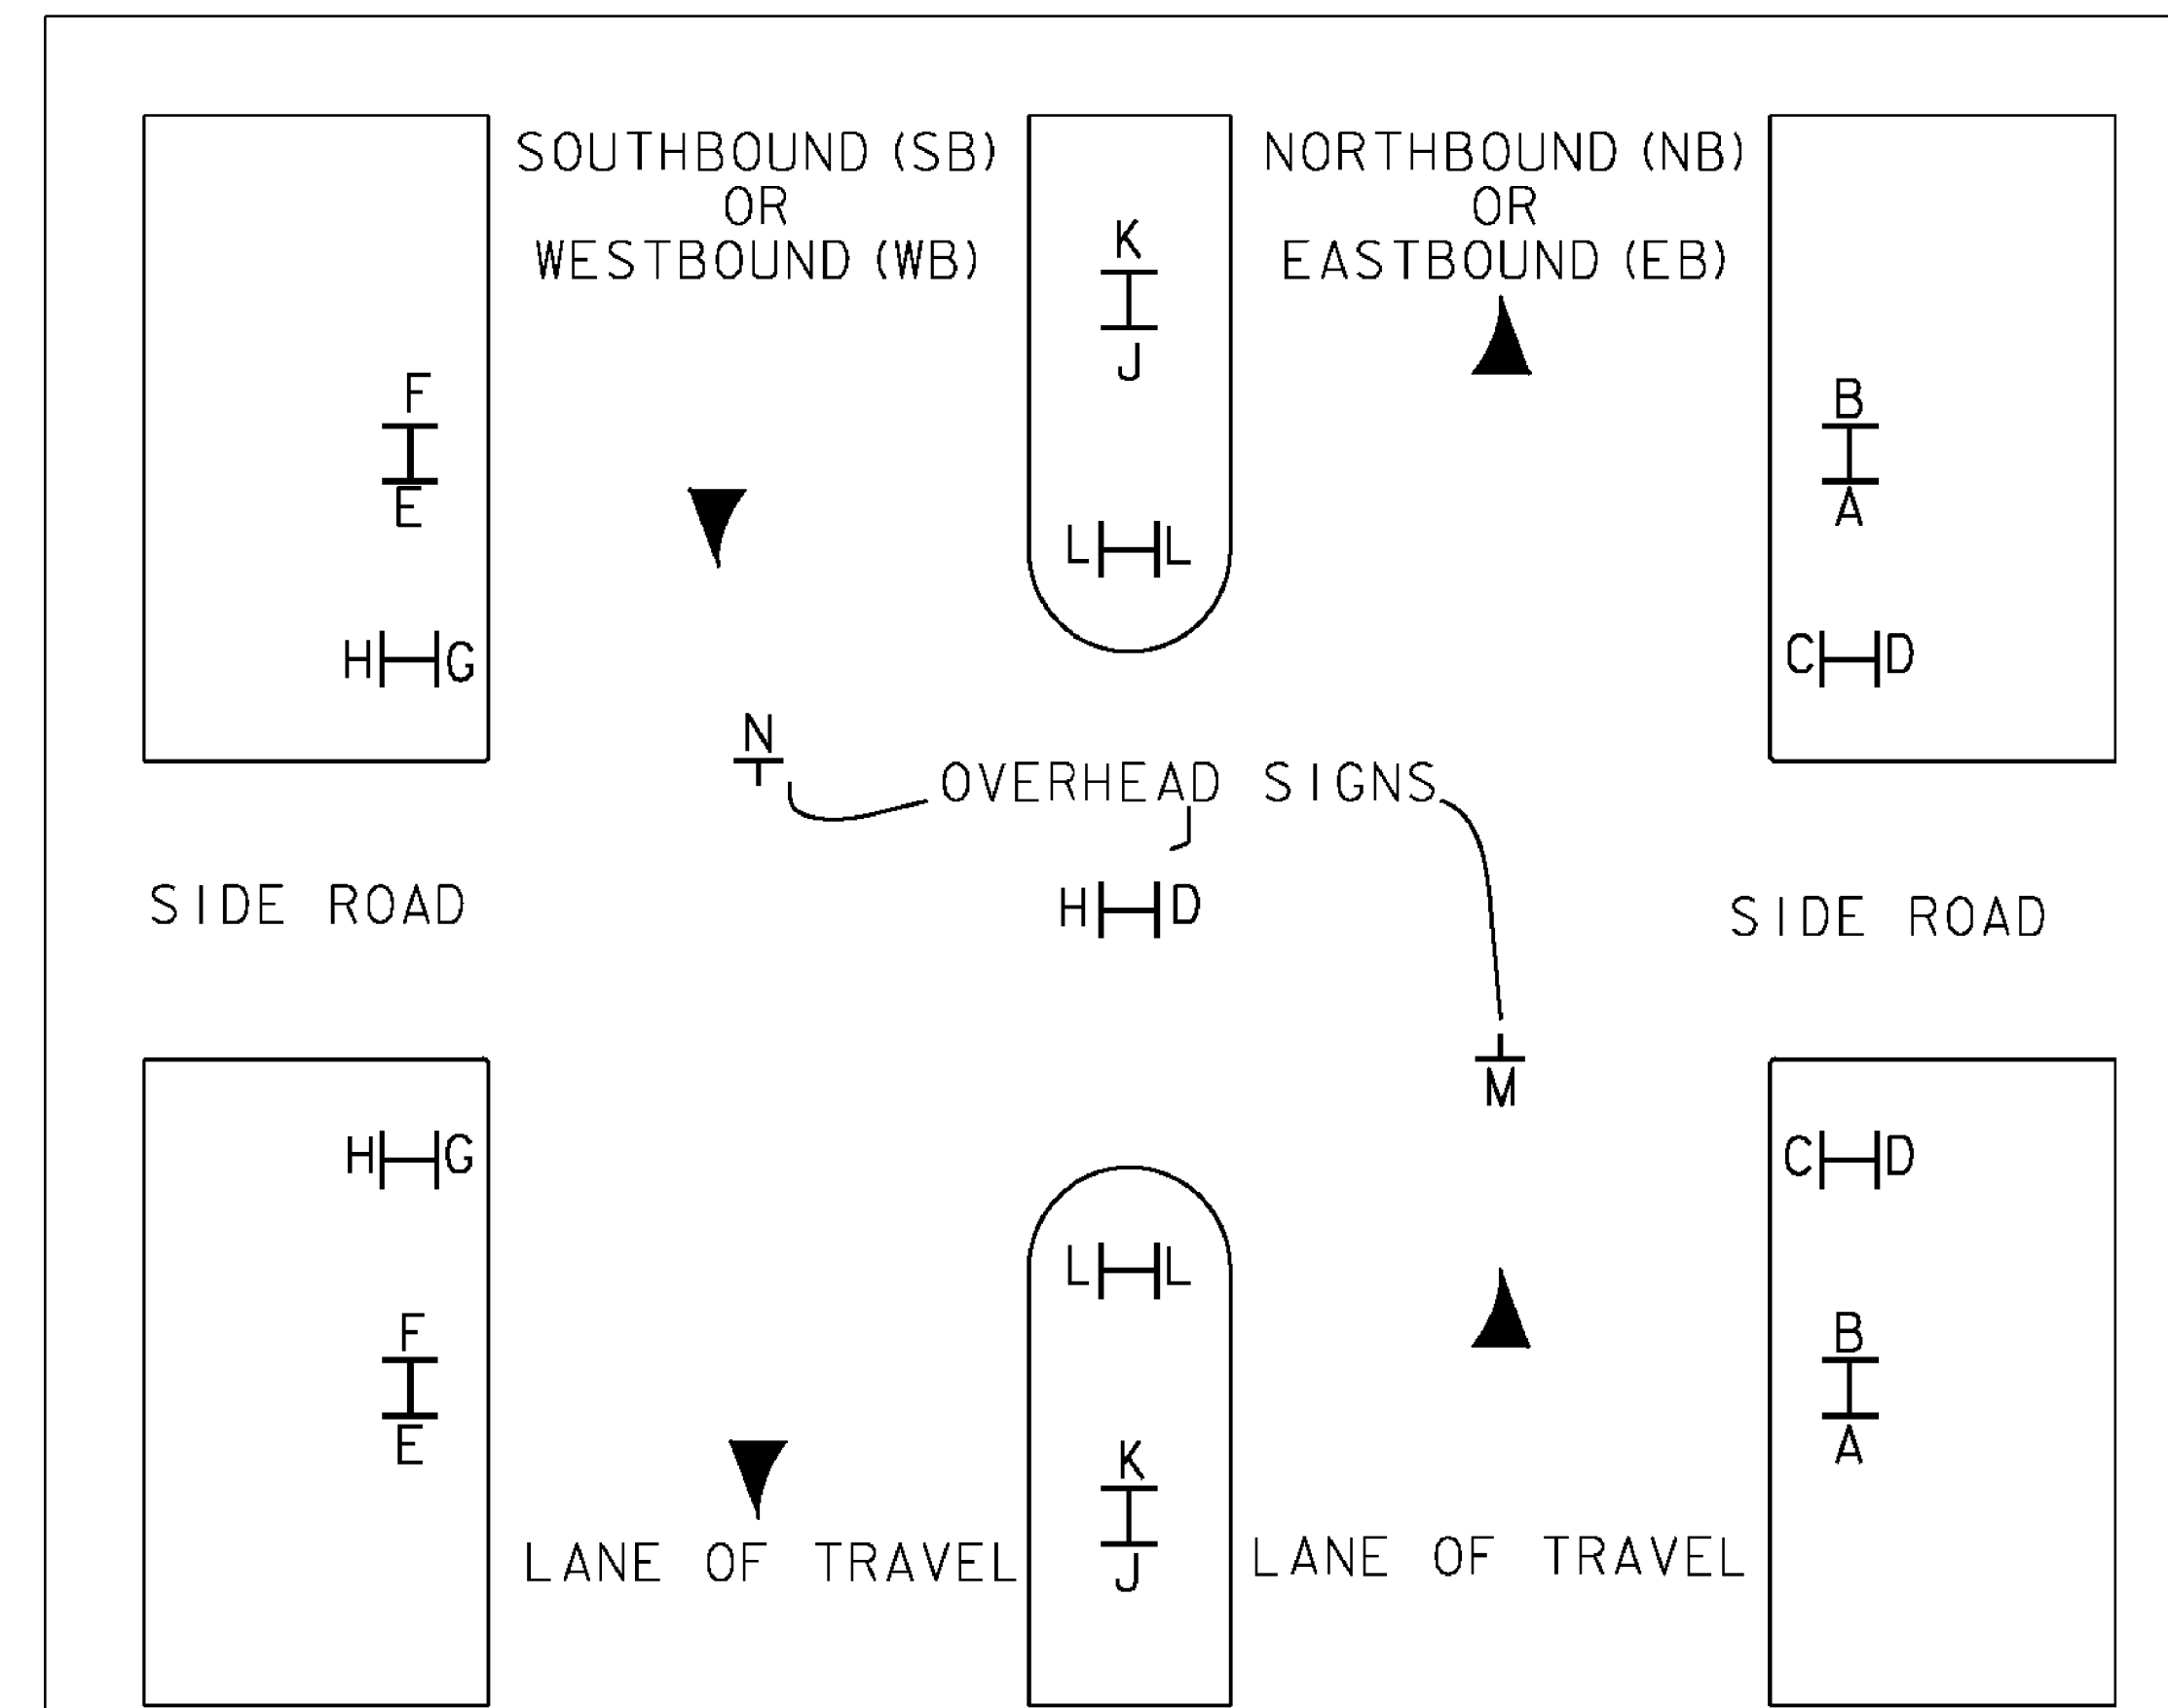 SOUTHBOUND (SB)
OR
WESTBOUND (WB)
NORTHBOUND (NB)
OR
EASTBOUND (EB)
K
J
F
E
B
A
L L
H G
C D
N
OVERHEAD SIGNS
SIDE ROAD
H D
SIDE ROAD
M
H G
C D
L L
F
E
B
A
K
J
LANE OF TRAVEL
LANE OF TRAVEL